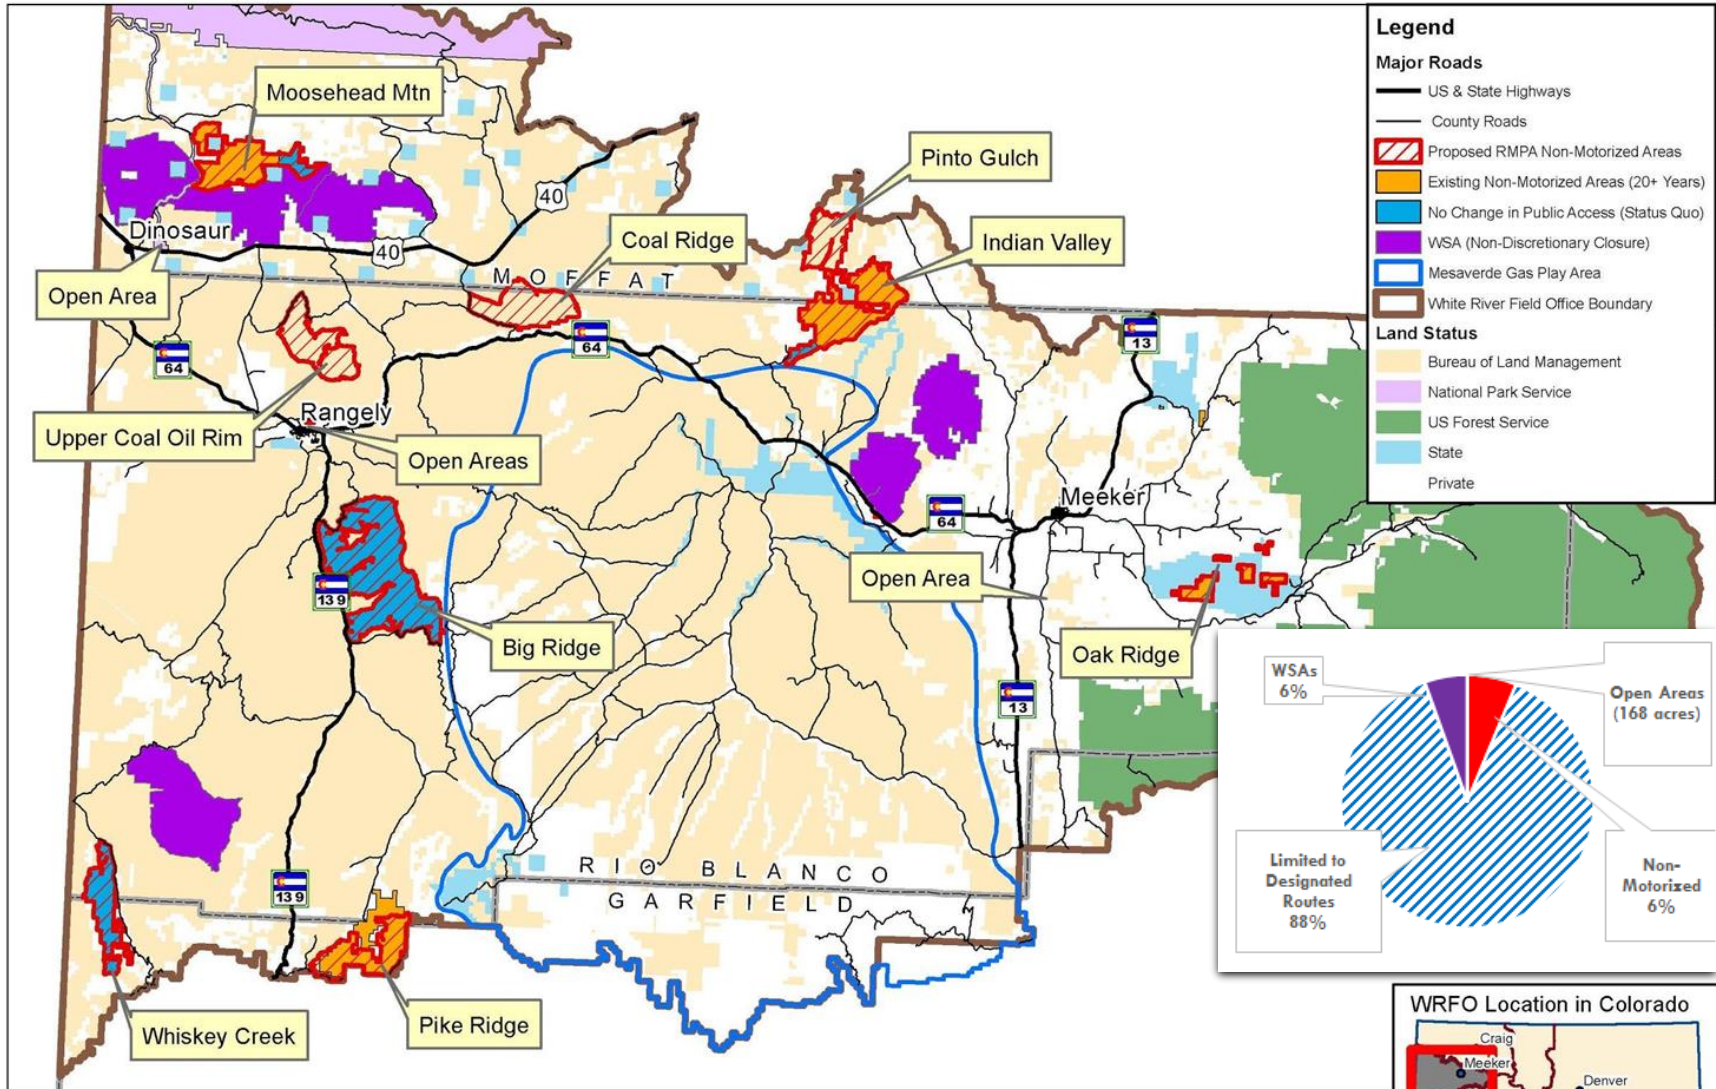 Moosehead Mtn
Pinto Gulch
40
Dinosaur
Coal Ridge
Indian Valley
40
MOFFAT
Open Area
64
64
13
Rangely
Upper Coal Oil Rim
Open Areas
Meeker
64
Open Area
139
Big Ridge
Oak Ridge
13
RIO BLANCO
GARFIELD
139
Whiskey Creek
Pike Ridge
Legend
Major Roads
US & State Highways
County Roads
Proposed RMPA Non-Motorized Areas
Existing Non-Motorized Areas (20+ Years)
No Change in Public Access (Status Quo)
WSA (Non-Discretionary Closure)
Mesaverde Gas Play Area
White River Field Office Boundary
Land Status
Bureau of Land Management
National Park Service
US Forest Service
State
Private
WSAs
6%
Open Areas
(168 acres)
Limited to
Designated
Routes
88%
Non-
Motorized
6%
WRFO Location in Colorado
Craig
Meeker
Denver